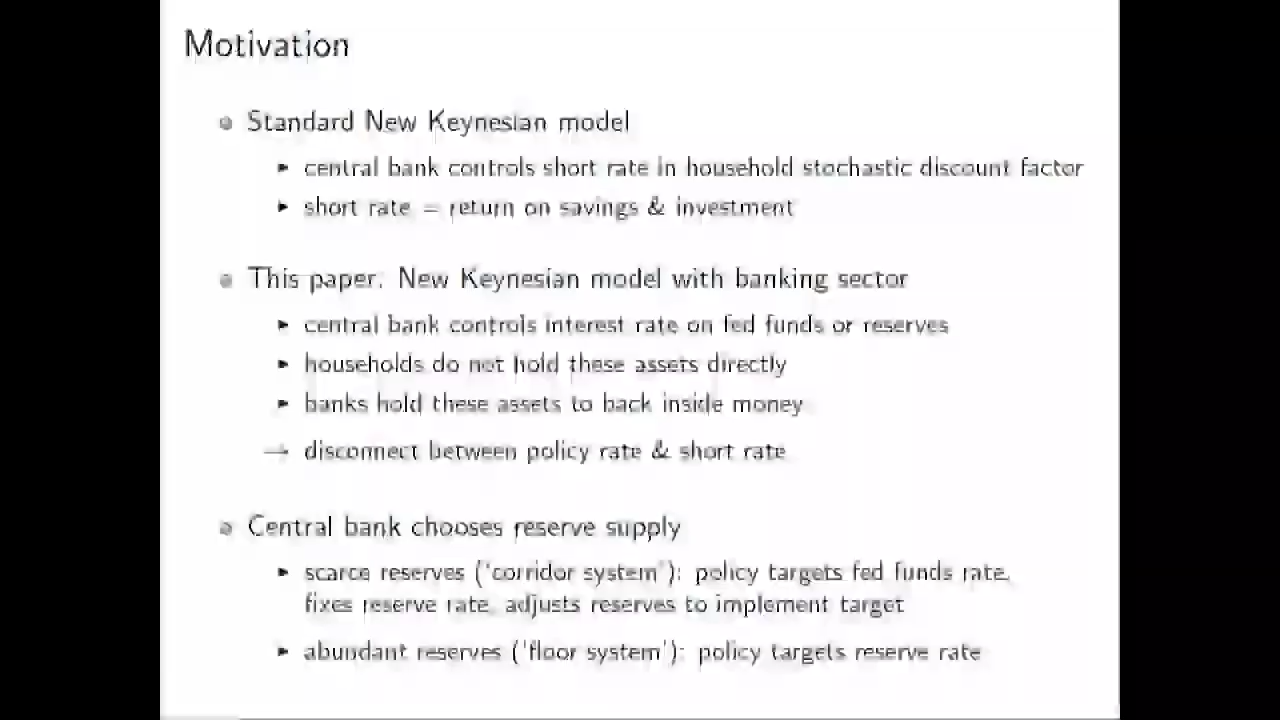 Motivation
Standard New Keynesian model
central bank controls short rate in household stochastic discount factor
short rate = return on savings & investment
This paper: New Keynesian model with banking sector
central bank controls interest rate on fed funds or reserves
households do not hold these assets directly
banks hold these assets to back inside money
→ disconnect between policy rate & short rate
Central bank chooses reserve supply
scarce reserves ('corridor system'): policy targets fed funds rate,
fixes reserve rate, adjusts reserves to implement target
abundant reserves ('floor system'): policy targets reserve rate